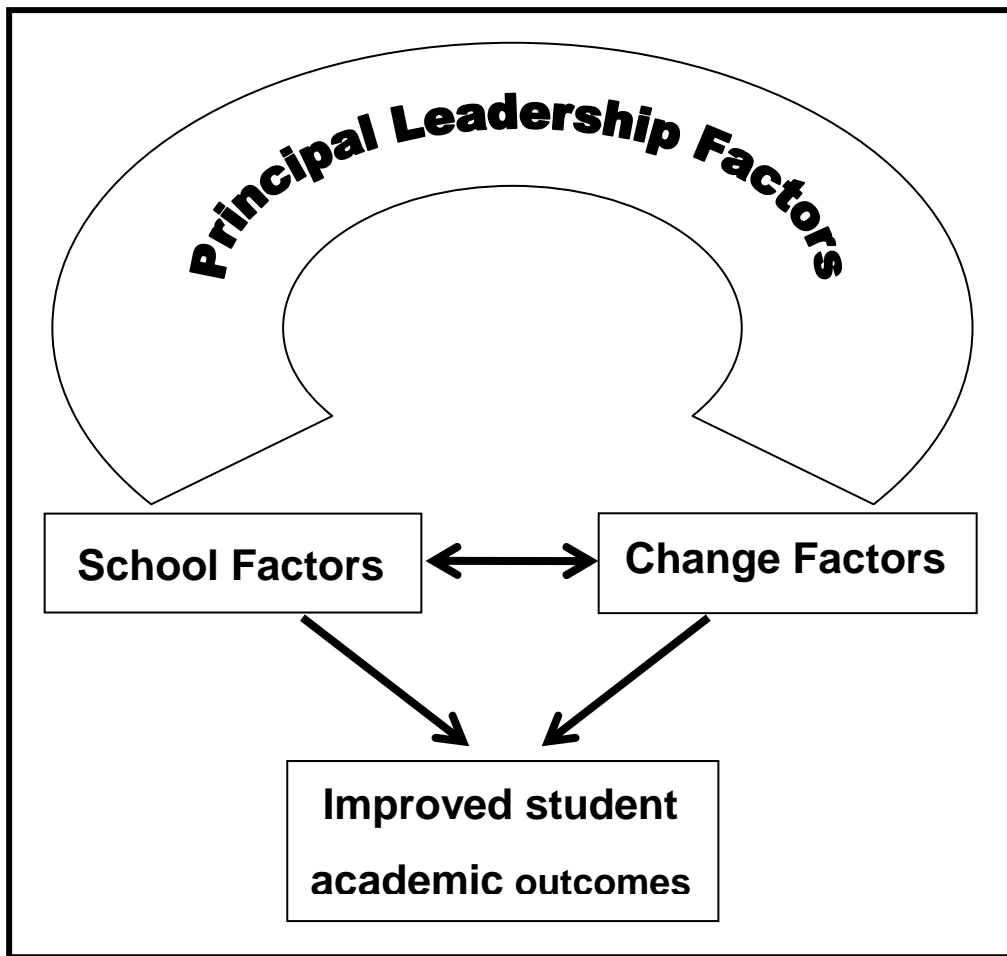 Principal Leadership Factors
School Factors
Change Factors
Improved student
academic outcomes